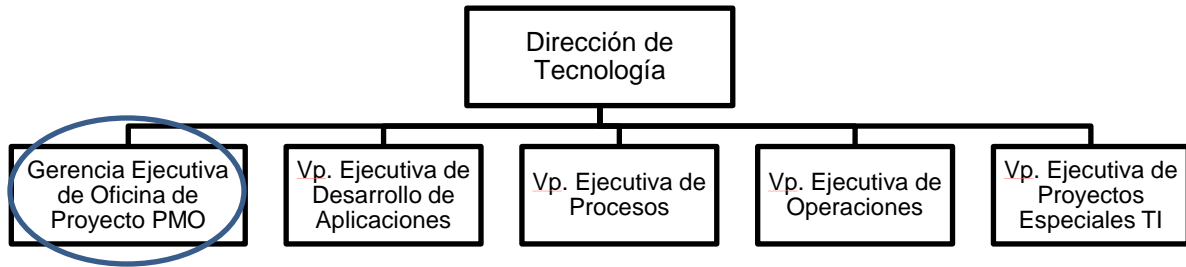 Dirección de
Tecnología
Gerencia Ejecutiva
de Oficina de
Proyecto PMO
Vp. Ejecutiva de
Desarrollo de
Aplicaciones
Vp. Ejecutiva de
Procesos
Vp. Ejecutiva de
Operaciones
Vp. Ejecutiva de
Proyectos
Especiales TI